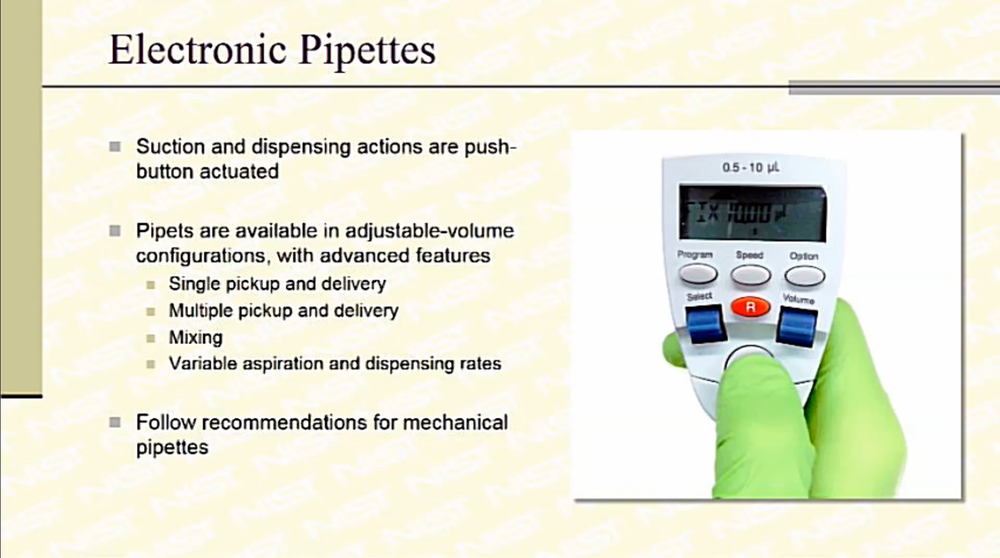 Electronic Pipettes
Suction and dispensing actions are push-
button actuated
Pipets are available in adjustable-volume
configurations, with advanced features
Single pickup and delivery
Multiple pickup and delivery
Mixing
Variable aspiration and dispensing rates
Follow recommendations for mechanical
pipettes
0.5 - 10 µL
FIX 10.00 µL
Program Speed Option
Select R Volume
NIST